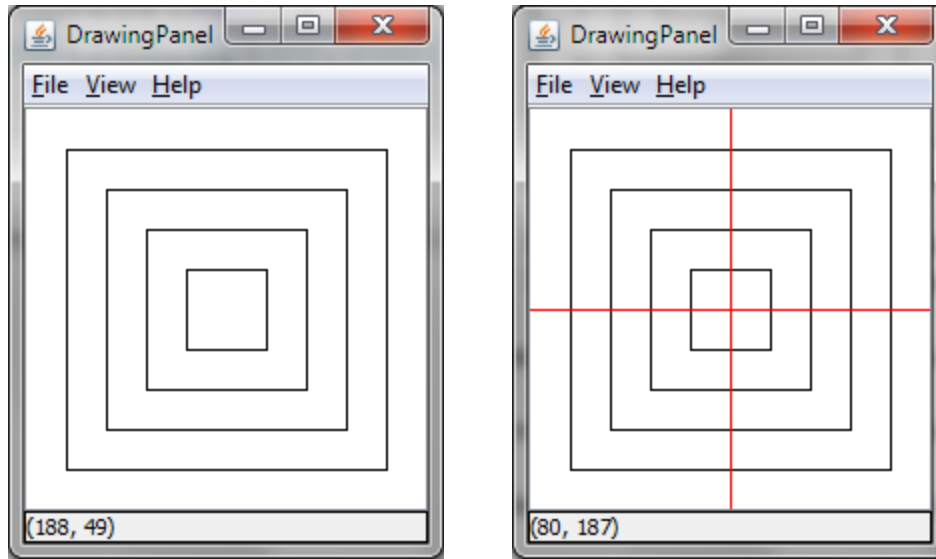 DrawingPanel
File View Help
(188, 49)
DrawingPanel
File View Help
(80, 187)